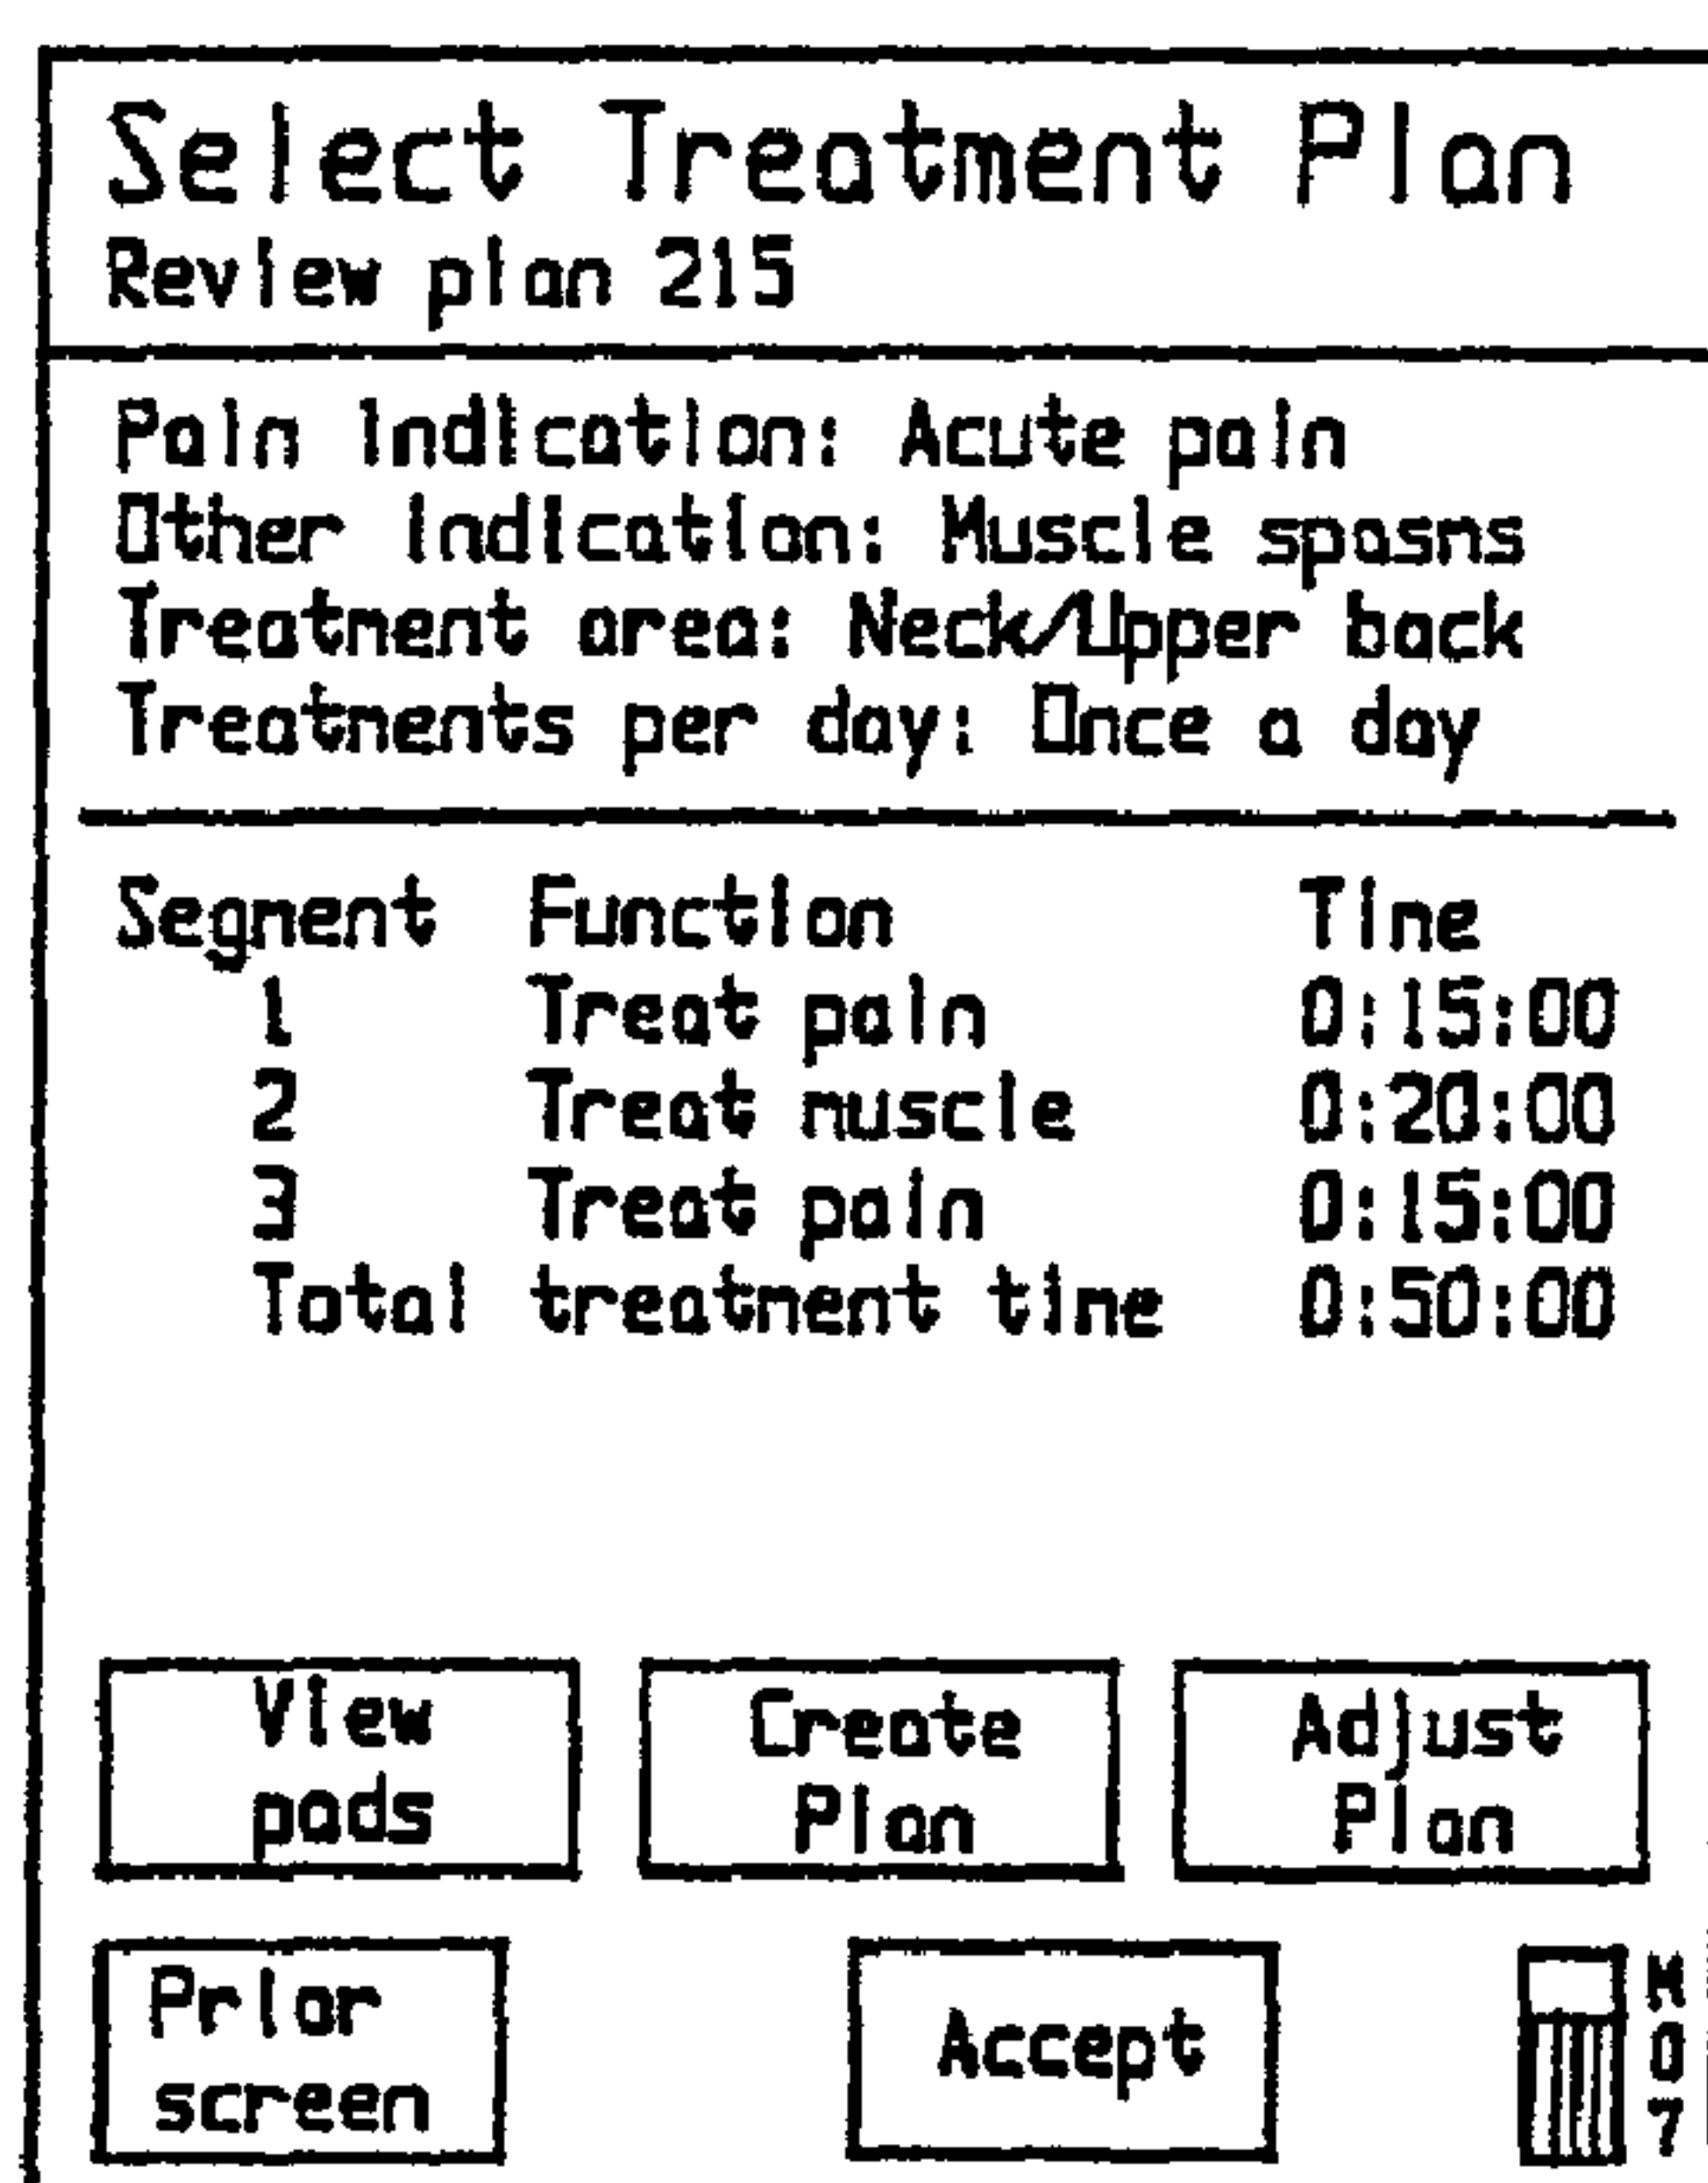 Select Treatment Plan
Review plan 215
Pain indication: Acute pain
Other indication: Muscle spasms
Treatment area: Neck/Upper back
Treatments per day: Once a day
Segment Function Time
1 Treat pain 0:15:00
2 Treat muscle 0:20:00
3 Treat pain 0:15:00
Total treatment time 0:50:00
View pads
Create Plan
Adjust Plan
Prior screen
Accept
M
0
7